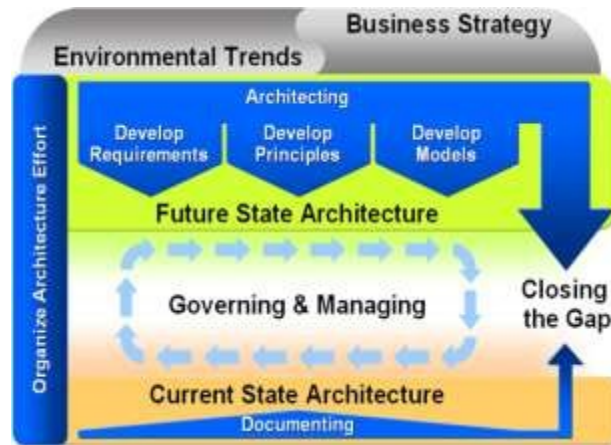 Business Strategy
Environmental Trends
Organize Architecture Effort
Architecting
Develop
Requirements
Develop
Principles
Develop
Models
Future State Architecture
Governing & Managing
Closing
the Gap
Current State Architecture
Documenting